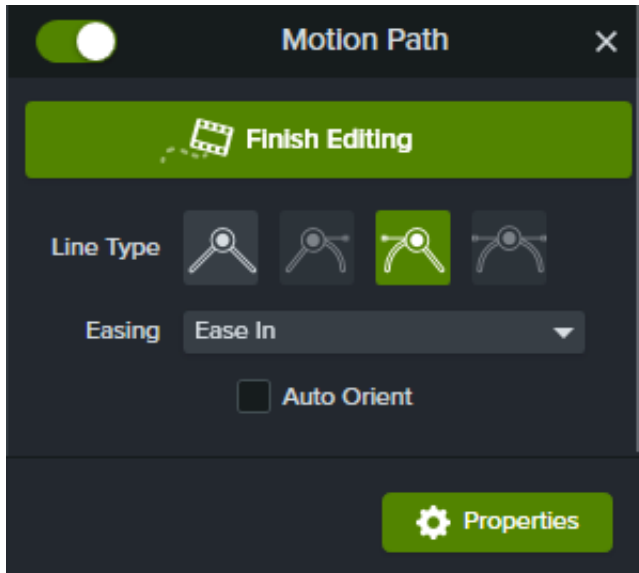 Motion Path
Finish Editing
Line Type
Easing
Ease In
Auto Orient
Properties